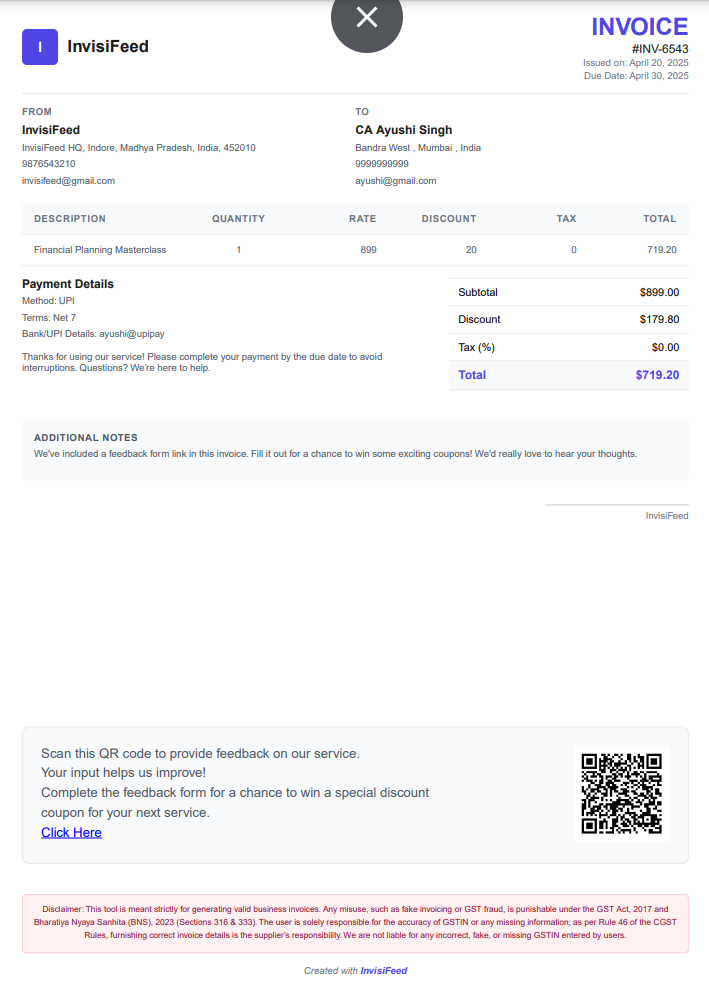 I InvisiFeed
INVOICE
#INV-6543
Issued on: April 20, 2025
Due Date: April 30, 2025
FROM
InvisiFeed
InvisiFeed HQ, Indore, Madhya Pradesh, India, 452010
9876543210
invisifeed@gmail.com
TO
CA Ayushi Singh
Bandra West , Mumbai , India
9999999999
ayushi@gmail.com
DESCRIPTION QUANTITY RATE DISCOUNT TAX TOTAL
Financial Planning Masterclass 1 899 20 0 719.20
Payment Details
Method: UPI
Terms: Net 7
Bank/UPI Details: ayushi@upipay
Thanks for using our service! Please complete your payment by the due date to avoid
interruptions. Questions? We're here to help.
Subtotal $899.00
Discount $179.80
Tax (%) $0.00
Total $719.20
ADDITIONAL NOTES
We've included a feedback form link in this invoice. Fill it out for a chance to win some exciting coupons! We'd really love to hear your thoughts.
InvisiFeed
Scan this QR code to provide feedback on our service.
Your input helps us improve!
Complete the feedback form for a chance to win a special discount
coupon for your next service.
Click Here
Disclaimer: This tool is meant strictly for generating valid business invoices. Any misuse, such as fake invoicing or GST fraud, is punishable under the GST Act, 2017 and
Bharatiya Nyaya Sanhita (BNS), 2023 (Sections 316 & 333). The user is solely responsible for the accuracy of GSTIN or any missing information; as per Rule 46 of the CGST
Rules, furnishing correct invoice details is the supplier's responsibility. We are not liable for any incorrect, fake, or missing GSTIN entered by users.
Created with InvisiFeed